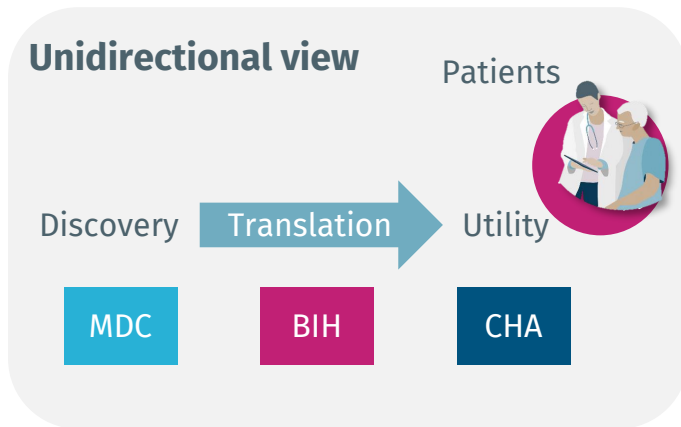 Unidirectional view
Patients
Discovery Translation Utility
MDC BIH CHA